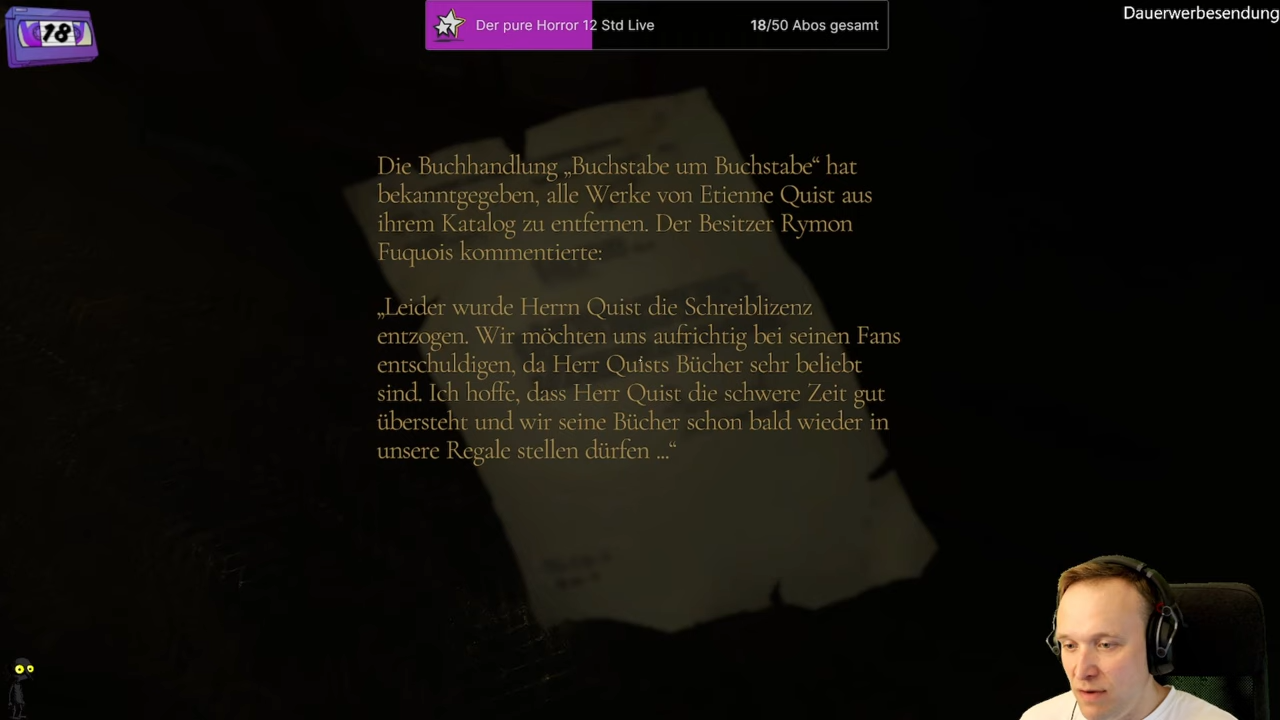 18
Der pure Horror 12 Std Live
18/50 Abos gesamt
Dauerwerbesendung
Die Buchhandlung „Buchstabe um Buchstabe“ hat
bekanntgegeben, alle Werke von Etienne Quist aus
ihrem Katalog zu entfernen. Der Besitzer Rymon
Fuquois kommentierte:
„Leider wurde Herrn Quist die Schreiblizenz
entzogen. Wir möchten uns aufrichtig bei seinen Fans
entschuldigen, da Herr Quists Bücher sehr beliebt
sind. Ich hoffe, dass Herr Quist die schwere Zeit gut
übersteht und wir seine Bücher schon bald wieder in
unsere Regale stellen dürfen ...“